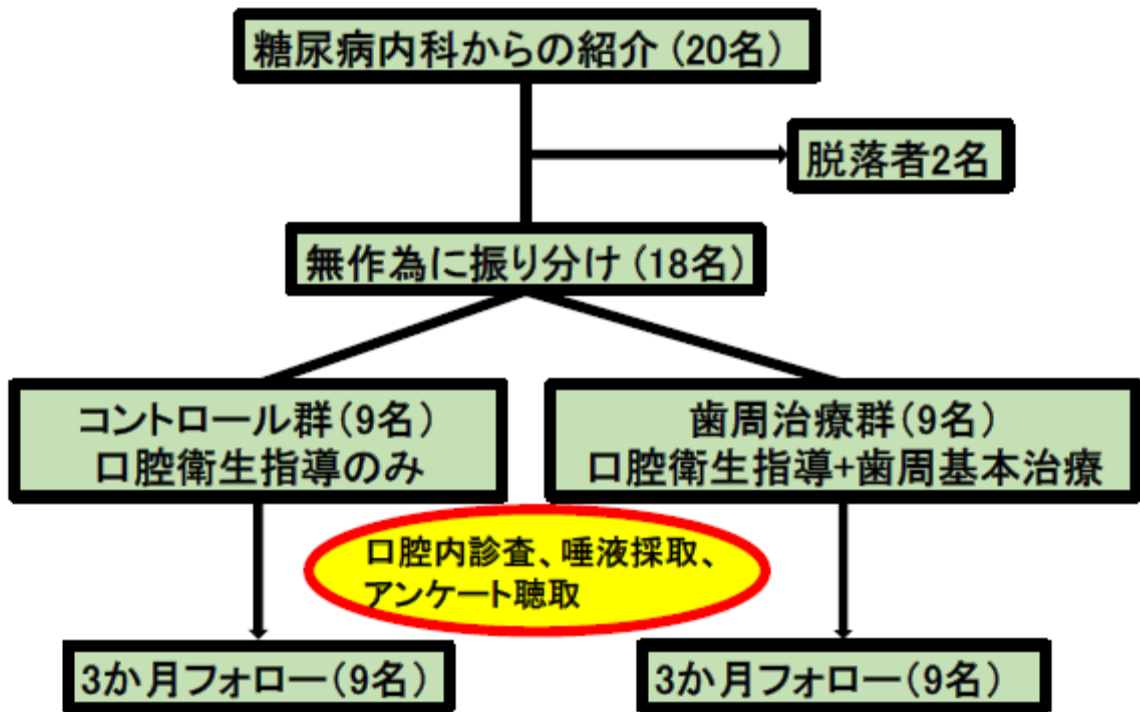 糖尿病内科からの紹介 (20名)
脱落者2名
無作為に振り分け (18名)
コントロール群(9名)
口腔衛生指導のみ
歯周治療群(9名)
口腔衛生指導+歯周基本治療
口腔内診査、唾液採取、
アンケート聴取
3か月フォロー(9名)
3か月フォロー(9名)